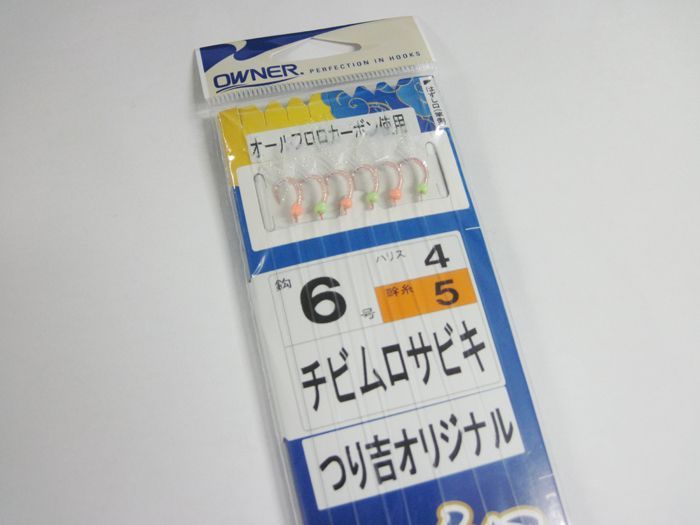 OWNER. PERFECTION IN HOOKS
オールフロロカーボン使用
鈎 6 号
ハリス 4
幹糸 5
チビムロサビキ
つり吉オリジナル